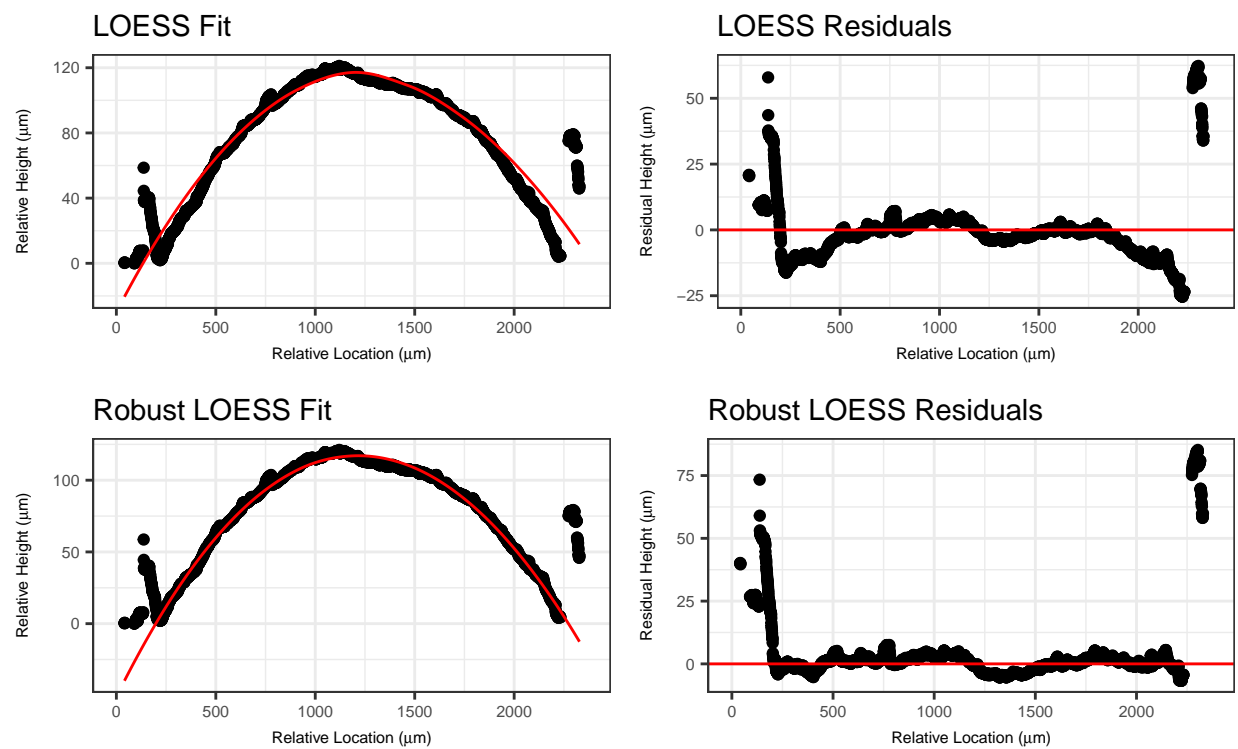 LOESS Fit
Relative Height (μm)
120
80
40
0
0 500 1000 1500 2000
Relative Location (μm)
LOESS Residuals
Residual Height (μm)
50
25
0
−25
0 500 1000 1500 2000
Relative Location (μm)
Robust LOESS Fit
Relative Height (μm)
100
50
0
0 500 1000 1500 2000
Relative Location (μm)
Robust LOESS Residuals
Residual Height (μm)
75
50
25
0
0 500 1000 1500 2000
Relative Location (μm)